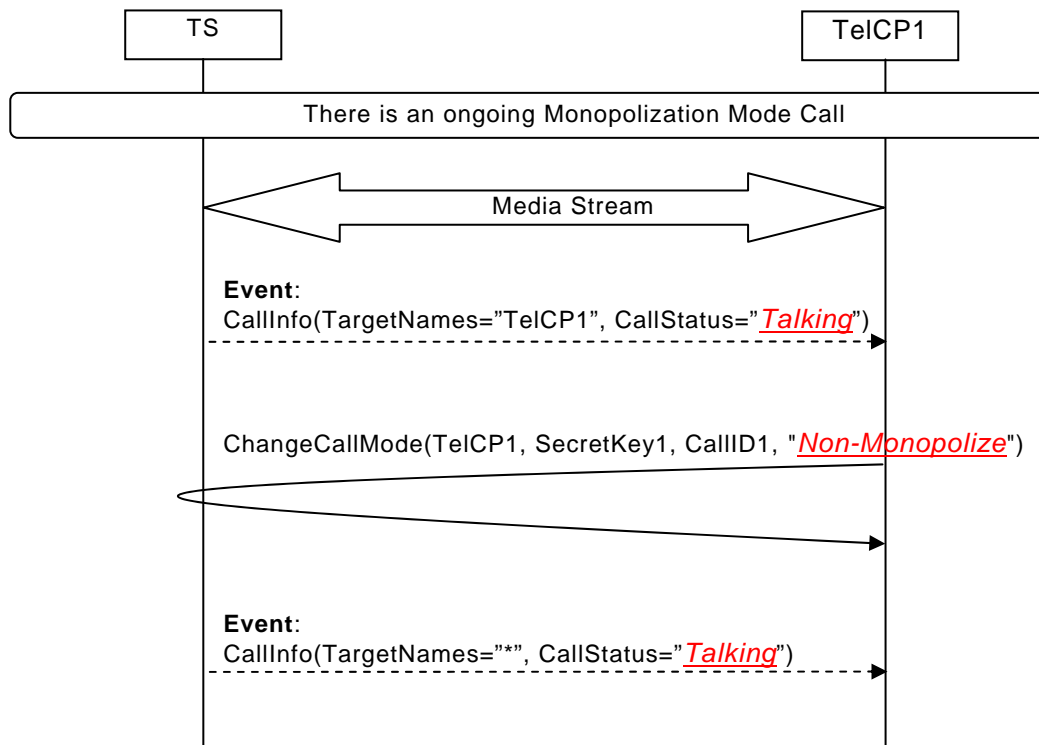 TS
TelCP1
There is an ongoing Monopolization Mode Call
Media Stream
Event:
CallInfo(TargetNames=”TelCP1”, CallStatus=”Talking”)
ChangeCallMode(TelCP1, SecretKey1, CallID1, "Non-Monopolize")
Event:
CallInfo(TargetNames=”*”, CallStatus=”Talking”)